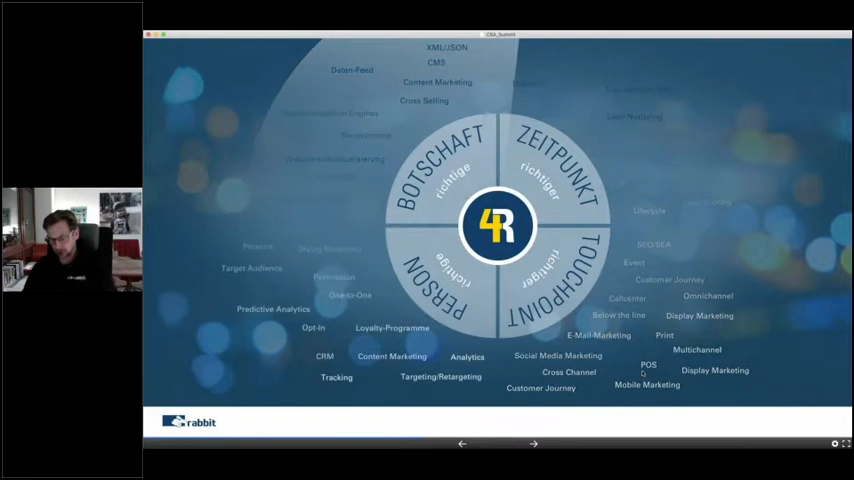 CSA_Summit
XML/JSON
CMS
Daten-Feed
Content Marketing
Cross Selling
Lead Nurturing
BOTSCHAFT
richtige
ZEITPUNKT
richtiger
4R
PERSON
richtige
TOUCHPOINT
richtiger
Lifecycle
SEO/SEA
Event
Customer Journey
Callcenter
Omnichannel
Below the line
Display Marketing
E-Mail-Marketing
Print
Multichannel
Social Media Marketing
POS
Cross Channel
Display Marketing
Customer Journey
Mobile Marketing
Persona
Dialog Marketing
Target Audience
Permission
One-to-One
Predictive Analytics
Opt-In
Loyalty-Programme
CRM
Content Marketing
Analytics
Tracking
Targeting/Retargeting
rabbit